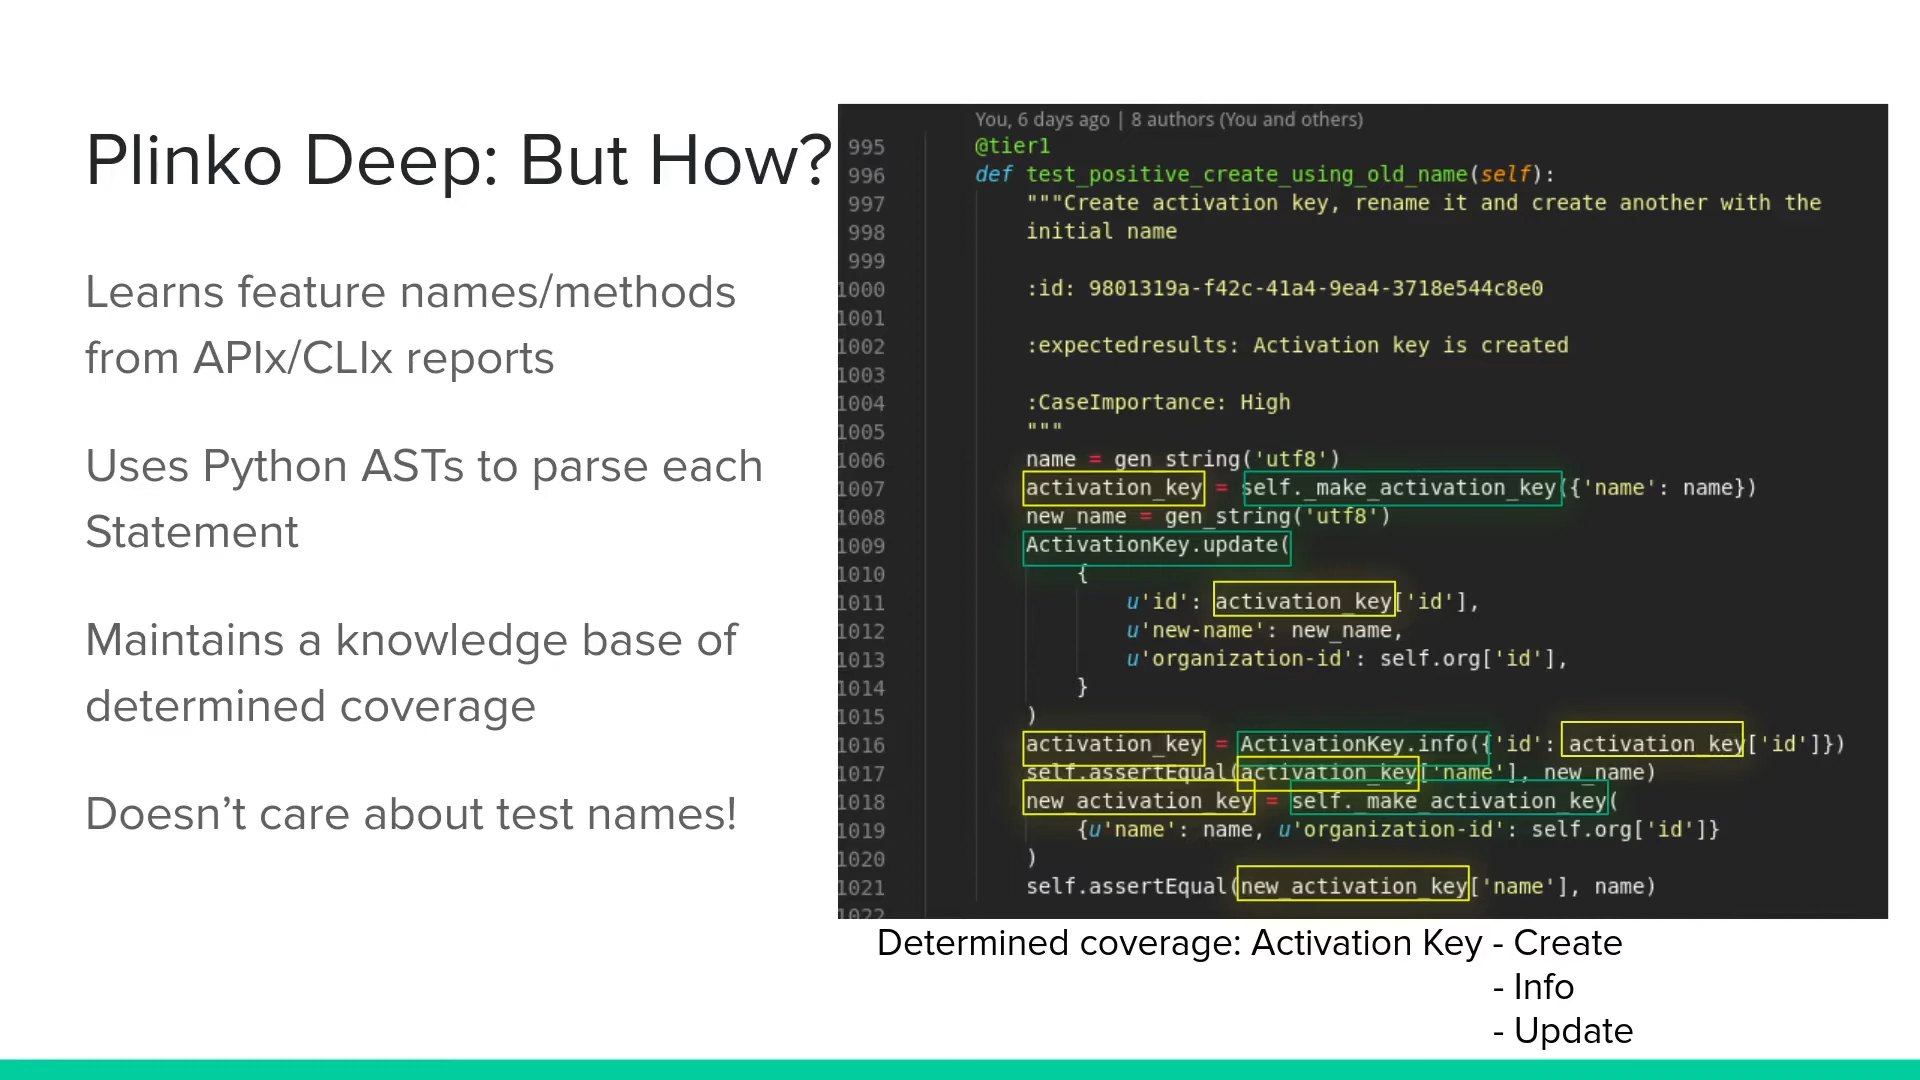 Plinko Deep: But How?
Learns feature names/methods
from APIx/CLIx reports
Uses Python ASTs to parse each
Statement
Maintains a knowledge base of
determined coverage
Doesn’t care about test names!
You, 6 days ago | 8 authors (You and others)
995 @tier1
996 def test_positive_create_using_old_name(self):
997 """Create activation key, rename it and create another with the
998 initial name
999
1000 :id: 9801319a-f42c-41a4-9ea4-3718e544c8e0
1001
1002 :expectedresults: Activation key is created
1003
1004 :CaseImportance: High
1005 """
1006 name = gen_string('utf8')
1007 activation_key = self._make_activation_key({'name': name})
1008 new_name = gen_string('utf8')
1009 ActivationKey.update(
1010 {
1011 u'id': activation_key['id'],
1012 u'new-name': new_name,
1013 u'organization-id': self.org['id'],
1014 }
1015 )
1016 activation_key = ActivationKey.info({'id': activation_key['id']})
1017 self.assertEqual(activation_key['name'], new_name)
1018 new_activation_key = self._make_activation_key(
1019 {u'name': name, u'organization-id': self.org['id']}
1020 )
1021 self.assertEqual(new_activation_key['name'], name)
1022
Determined coverage: Activation Key - Create
- Info
- Update